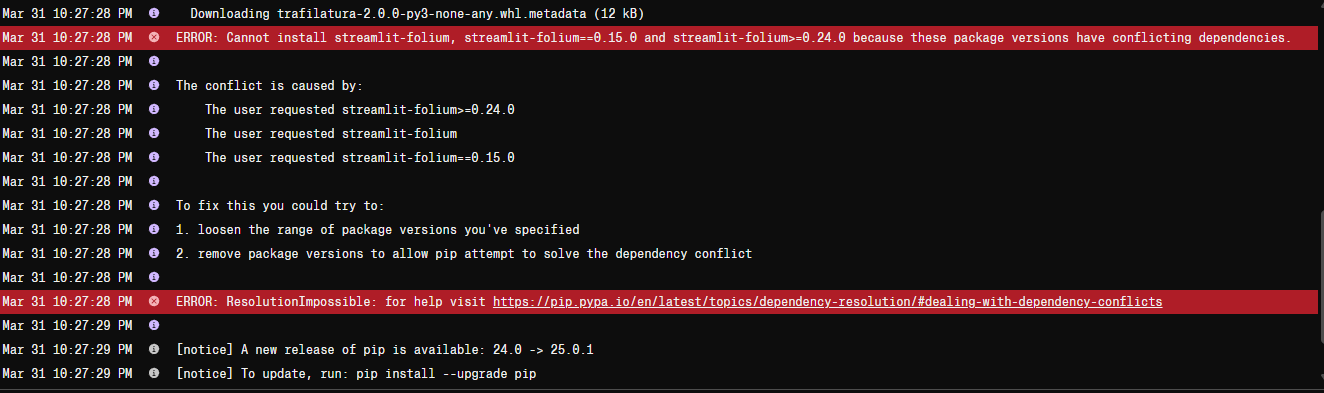 Mar 31 10:27:28 PM Downloading trafilatura-2.0.0-py3-none-any.whl.metadata (12 kB)
Mar 31 10:27:28 PM ERROR: Cannot install streamlit-folium, streamlit-folium==0.15.0 and streamlit-folium>=0.24.0 because these package versions have conflicting dependencies.
Mar 31 10:27:28 PM
Mar 31 10:27:28 PM The conflict is caused by:
Mar 31 10:27:28 PM The user requested streamlit-folium>=0.24.0
Mar 31 10:27:28 PM The user requested streamlit-folium
Mar 31 10:27:28 PM The user requested streamlit-folium==0.15.0
Mar 31 10:27:28 PM
Mar 31 10:27:28 PM To fix this you could try to:
Mar 31 10:27:28 PM 1. loosen the range of package versions you've specified
Mar 31 10:27:28 PM 2. remove package versions to allow pip attempt to solve the dependency conflict
Mar 31 10:27:28 PM
Mar 31 10:27:28 PM ERROR: ResolutionImpossible: for help visit https://pip.pypa.io/en/latest/topics/dependency-resolution/#dealing-with-dependency-conflicts
Mar 31 10:27:29 PM
Mar 31 10:27:29 PM [notice] A new release of pip is available: 24.0 -> 25.0.1
Mar 31 10:27:29 PM [notice] To update, run: pip install --upgrade pip